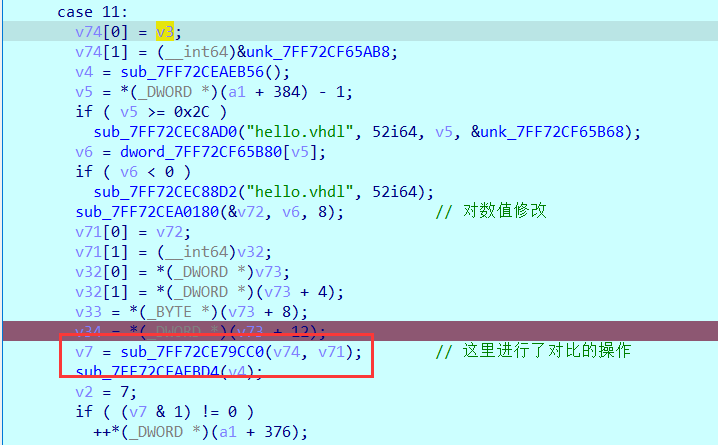 case 11:
v74[0] = v3;
v74[1] = (__int64)&unk_7FF72CF65AB8;
v4 = sub_7FF72CEAEB56();
v5 = *(_DWORD *)(a1 + 384) - 1;
if ( v5 >= 0x2C )
sub_7FF72CEC8AD0("hello.vhdl", 52i64, v5, &unk_7FF72CF65B68);
v6 = dword_7FF72CF65B80[v5];
if ( v6 < 0 )
sub_7FF72CEC88D2("hello.vhdl", 52i64);
sub_7FF72CEA0180(&v72, v6, 8); // 对数值修改
v71[0] = v72;
v71[1] = (__int64)v32;
v32[0] = *(_DWORD *)v73;
v32[1] = *(_DWORD *)(v73 + 4);
v33 = *(_BYTE *)(v73 + 8);
v34 = *(_DWORD *)(v73 + 12);
v7 = sub_7FF72CE79CC0(v74, v71); // 这里进行了对比的操作
sub_7FF72CEAEBD4(v4);
v2 = 7;
if ( (v7 & 1) != 0 )
++*(_DWORD *)(a1 + 376);